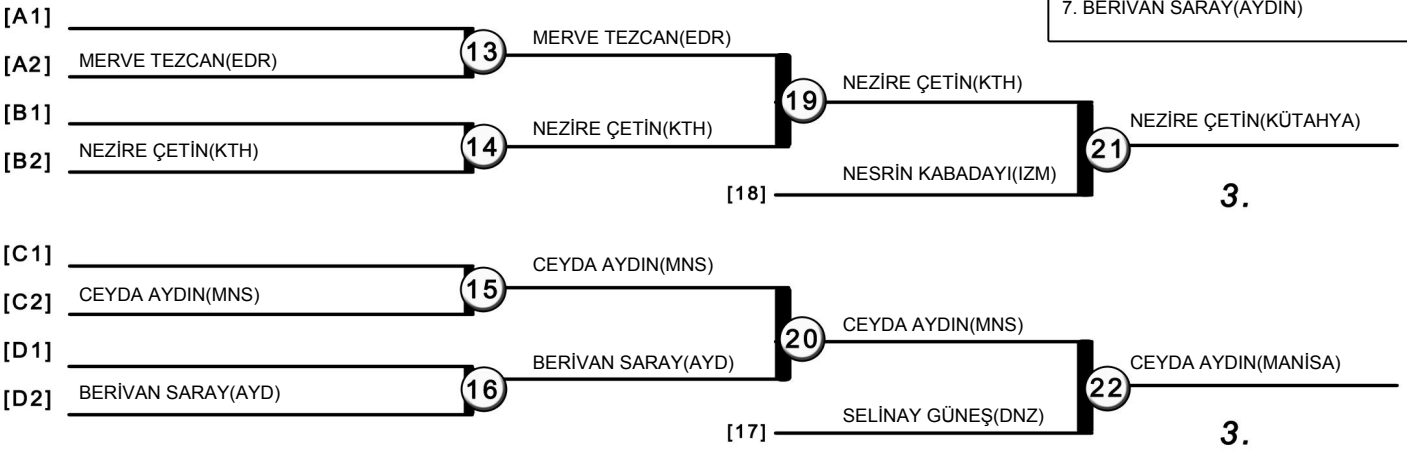 7. BERİVAN SARAY(AYDIN)
[A1]
13
MERVE TEZCAN(EDR)
[A2] MERVE TEZCAN(EDR)
19
NEZİRE ÇETİN(KTH)
[B1]
NEZİRE ÇETİN(KTH)
14
[B2] NEZİRE ÇETİN(KTH)
21
NEZİRE ÇETİN(KÜTAHYA)
[18] NESRİN KABADAYI(IZM)
3.
[C1]
15
CEYDA AYDIN(MNS)
[C2] CEYDA AYDIN(MNS)
20
CEYDA AYDIN(MNS)
[D1]
BERİVAN SARAY(AYD)
16
[D2] BERİVAN SARAY(AYD)
22
CEYDA AYDIN(MANİSA)
[17] SELİNAY GÜNEŞ(DNZ)
3.